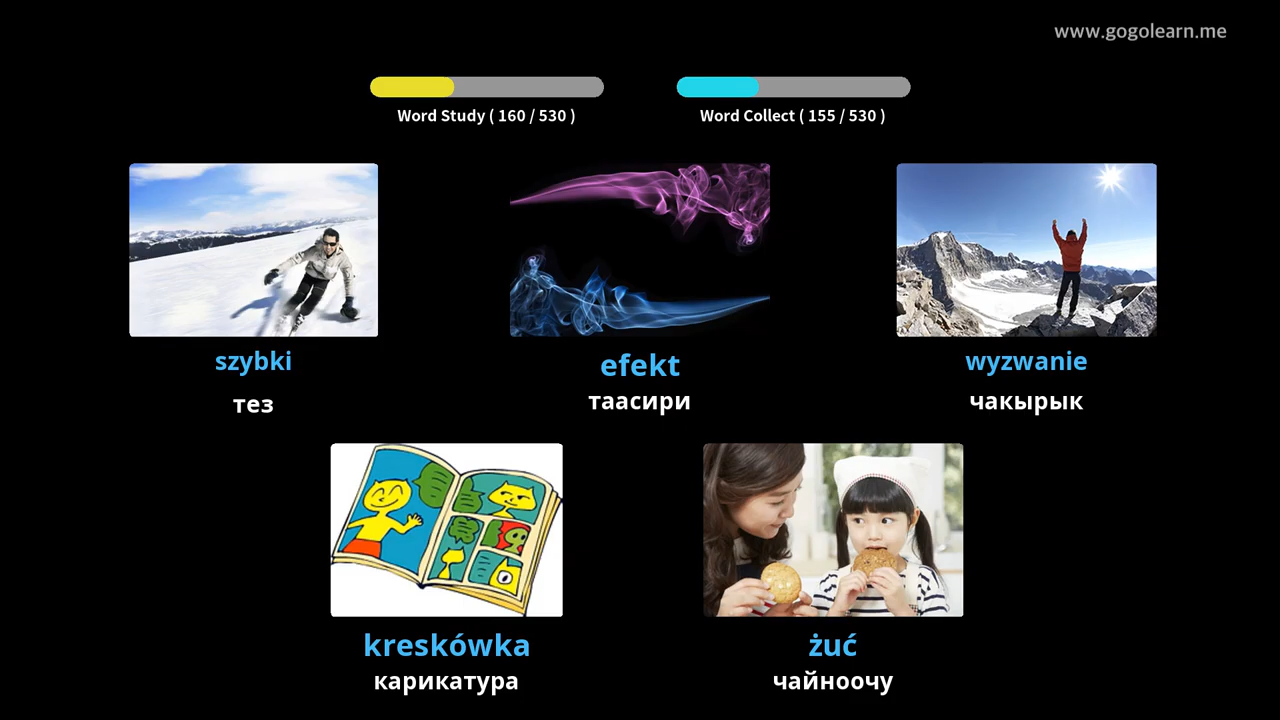 www.gogolearn.me
Word Study ( 160 / 530 )
Word Collect ( 155 / 530 )
szybki
тез
efekt
таасири
wyzwanie
чакырык
kreskówka
карикатура
żuć
чайноочу